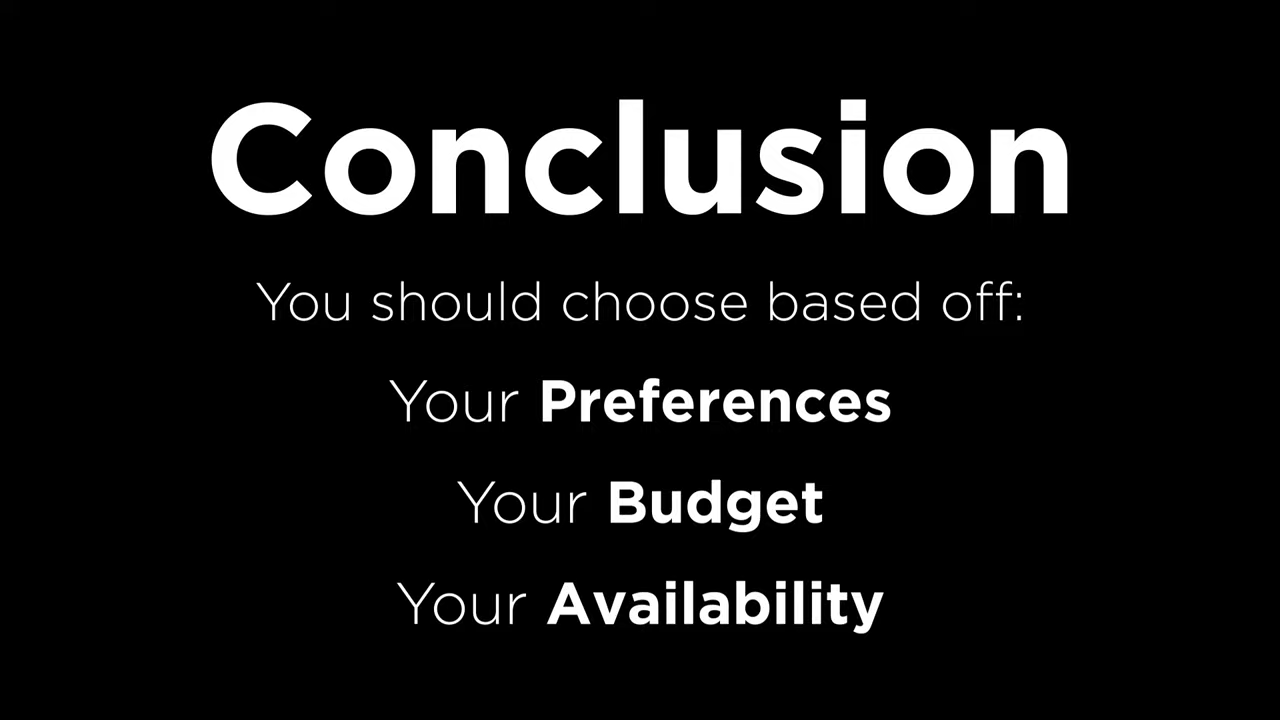 Conclusion
You should choose based off:
Your Preferences
Your Budget
Your Availability